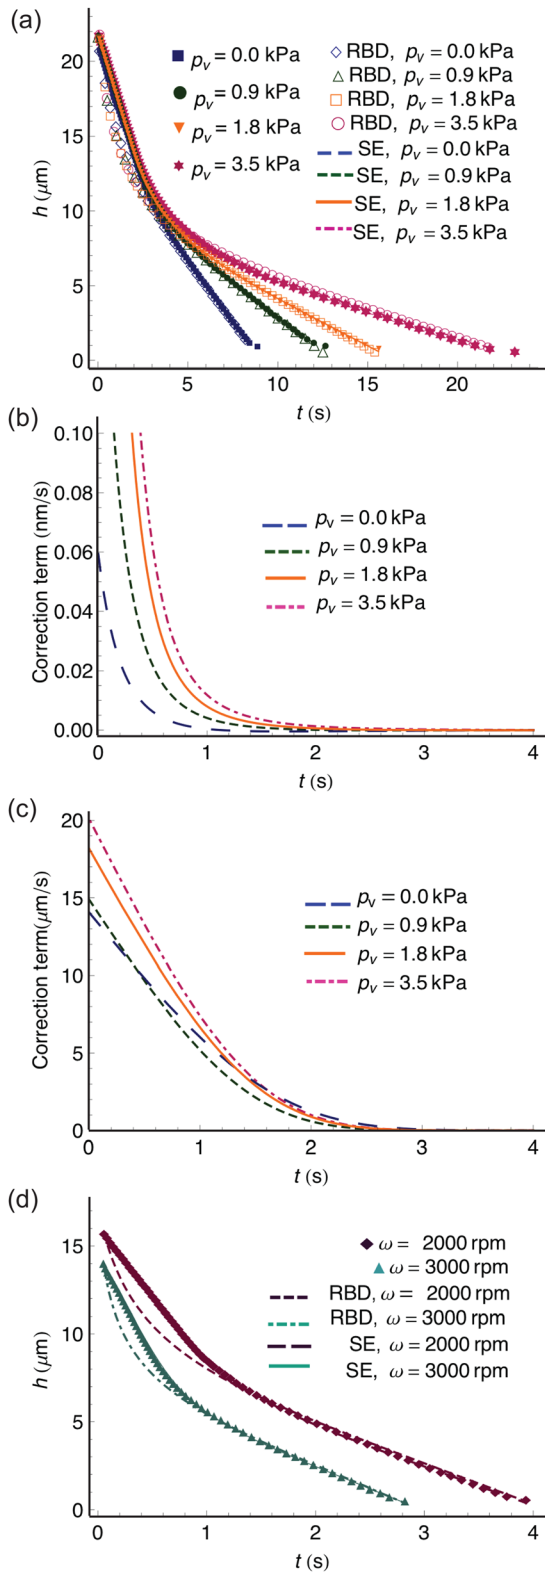 (a)
20
15
10
5
0
h (μm)
p_v = 0.0 kPa
p_v = 0.9 kPa
p_v = 1.8 kPa
p_v = 3.5 kPa
RBD, p_v = 0.0 kPa
RBD, p_v = 0.9 kPa
RBD, p_v = 1.8 kPa
RBD, p_v = 3.5 kPa
SE, p_v = 0.0 kPa
SE, p_v = 0.9 kPa
SE, p_v = 1.8 kPa
SE, p_v = 3.5 kPa
0 5 10 15 20
t (s)
(b)
0.10
0.08
0.06
0.04
0.02
0.00
Correction term (nm/s)
p_v = 0.0 kPa
p_v = 0.9 kPa
p_v = 1.8 kPa
p_v = 3.5 kPa
0 1 2 3 4
t (s)
(c)
20
15
10
5
0
Correction term(μm/s)
p_v = 0.0 kPa
p_v = 0.9 kPa
p_v = 1.8 kPa
p_v = 3.5 kPa
0 1 2 3 4
t (s)
(d)
15
10
5
0
h (μm)
ω = 2000 rpm
ω = 3000 rpm
RBD, ω = 2000 rpm
RBD, ω = 3000 rpm
SE, ω = 2000 rpm
SE, ω = 3000 rpm
0 1 2 3 4
t (s)